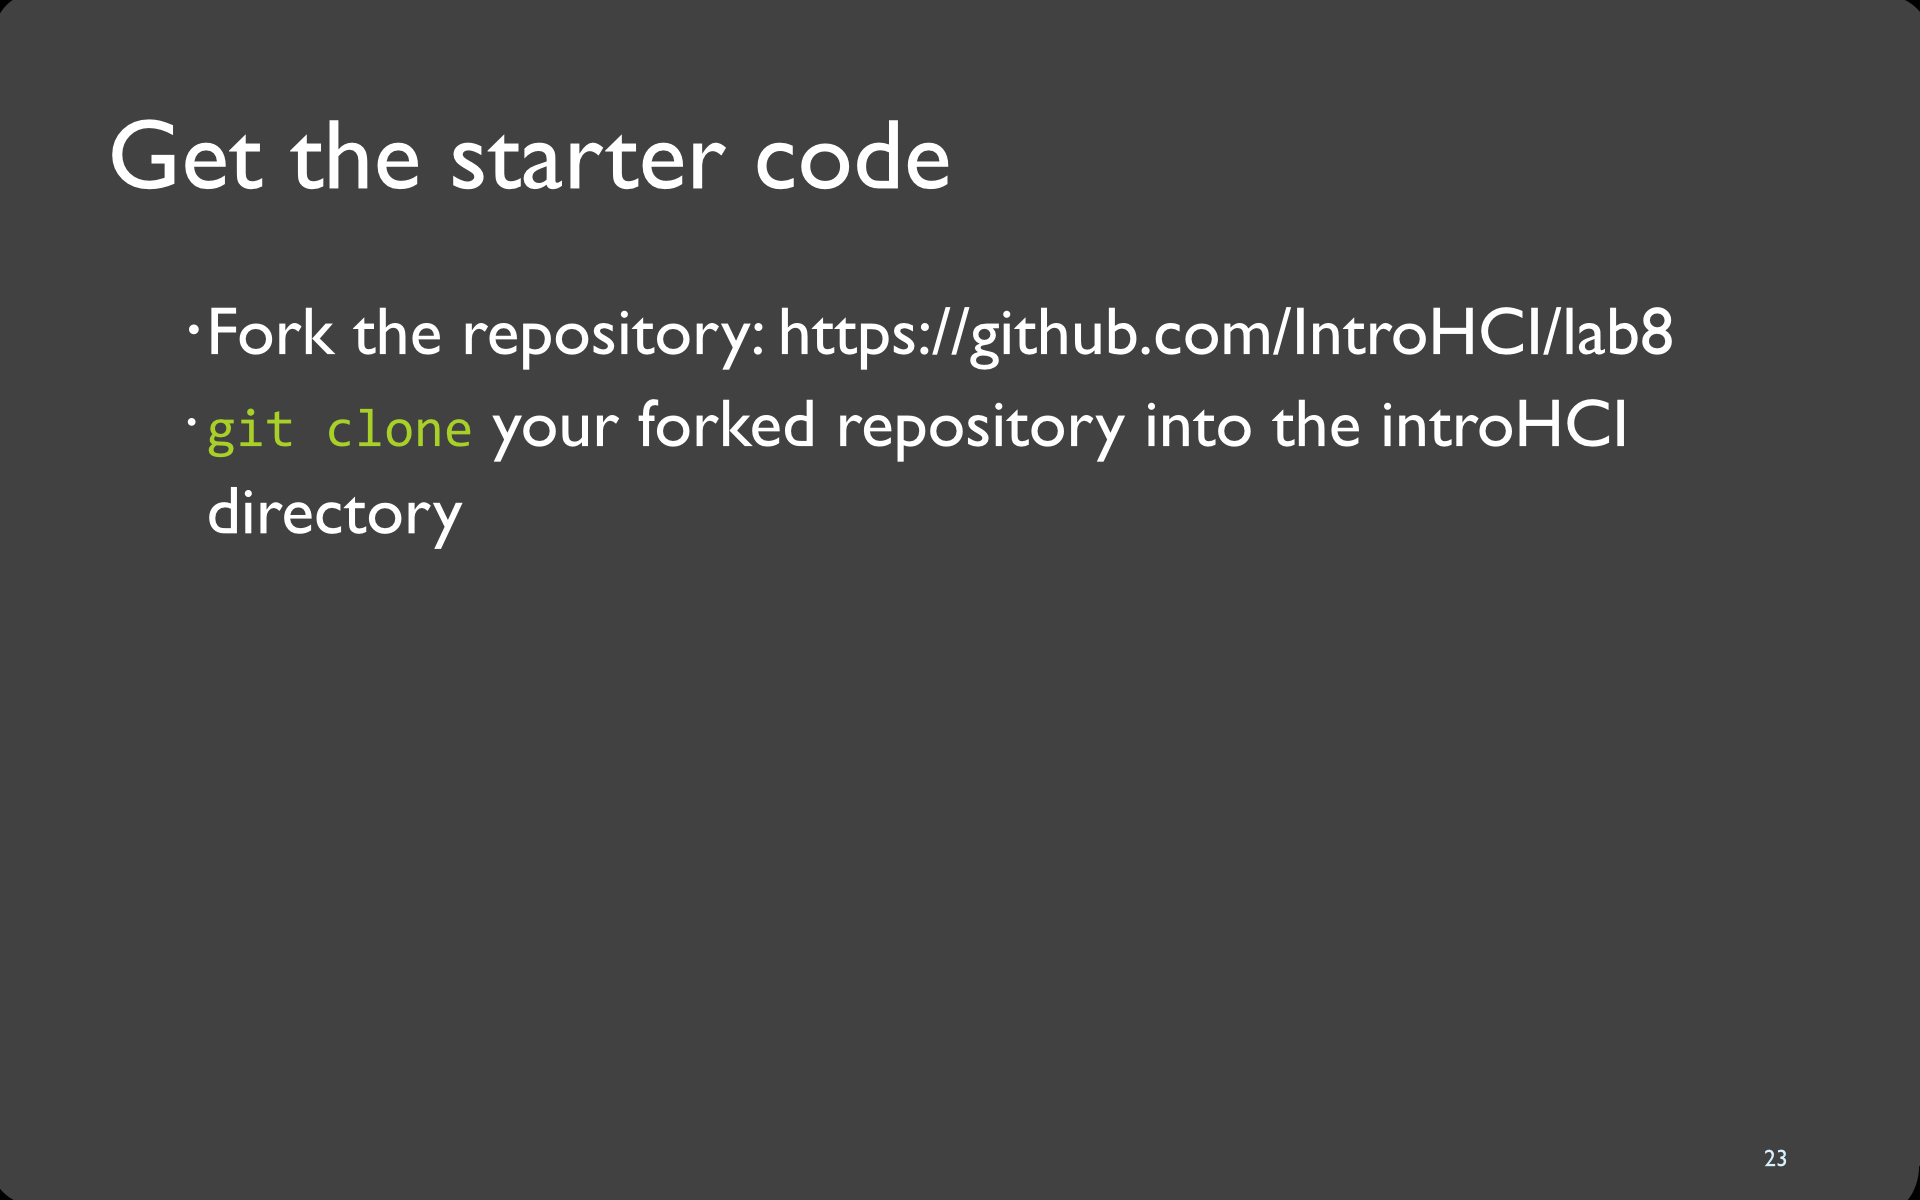 Get the starter code
• Fork the repository: https://github.com/IntroHCI/lab8
• git clone your forked repository into the introHCI
directory
23